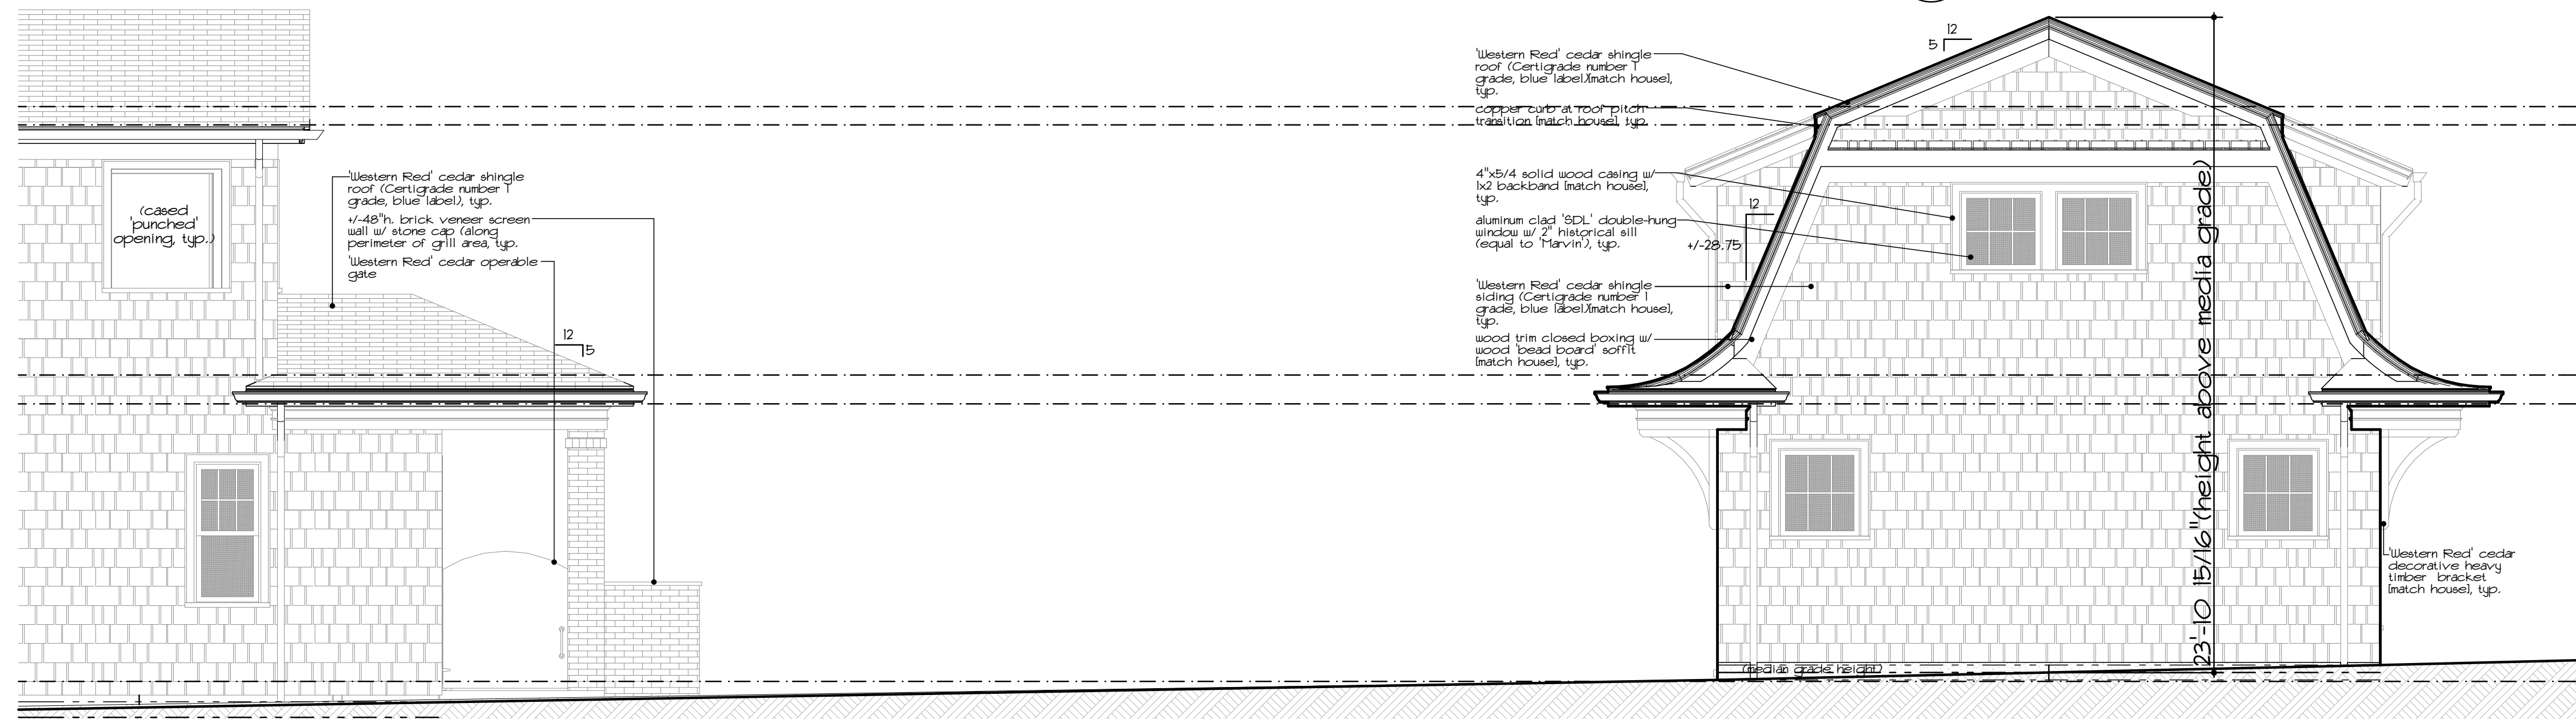 (cased
'punched'
opening, typ.)
'Western Red' cedar shingle
roof (Certigrade number 1
grade, blue label), typ.
+/-48"h. brick veneer screen
wall w/ stone cap (along
perimeter of grill area, typ.
'Western Red' cedar operable
gate
12
5
'Western Red' cedar shingle
roof (Certigrade number 1
grade, blue label)[match house],
typ.
copper curb at roof pitch
transition [match house], typ.
4"x5/4 solid wood casing w/
1x2 backband [match house],
typ.
aluminum clad 'SDL' double-hung
window w/ 2" historical sill
(equal to 'Marvin'), typ.
'Western Red' cedar shingle
siding (Certigrade number 1
grade, blue label)[match house],
typ.
wood trim closed boxing w/
wood 'bead board' soffit
[match house], typ.
12
5
12
+/-28.75
23'-10 15/16" (height above media grade)
(median grade height)
'Western Red' cedar
decorative heavy
timber bracket
[match house], typ.